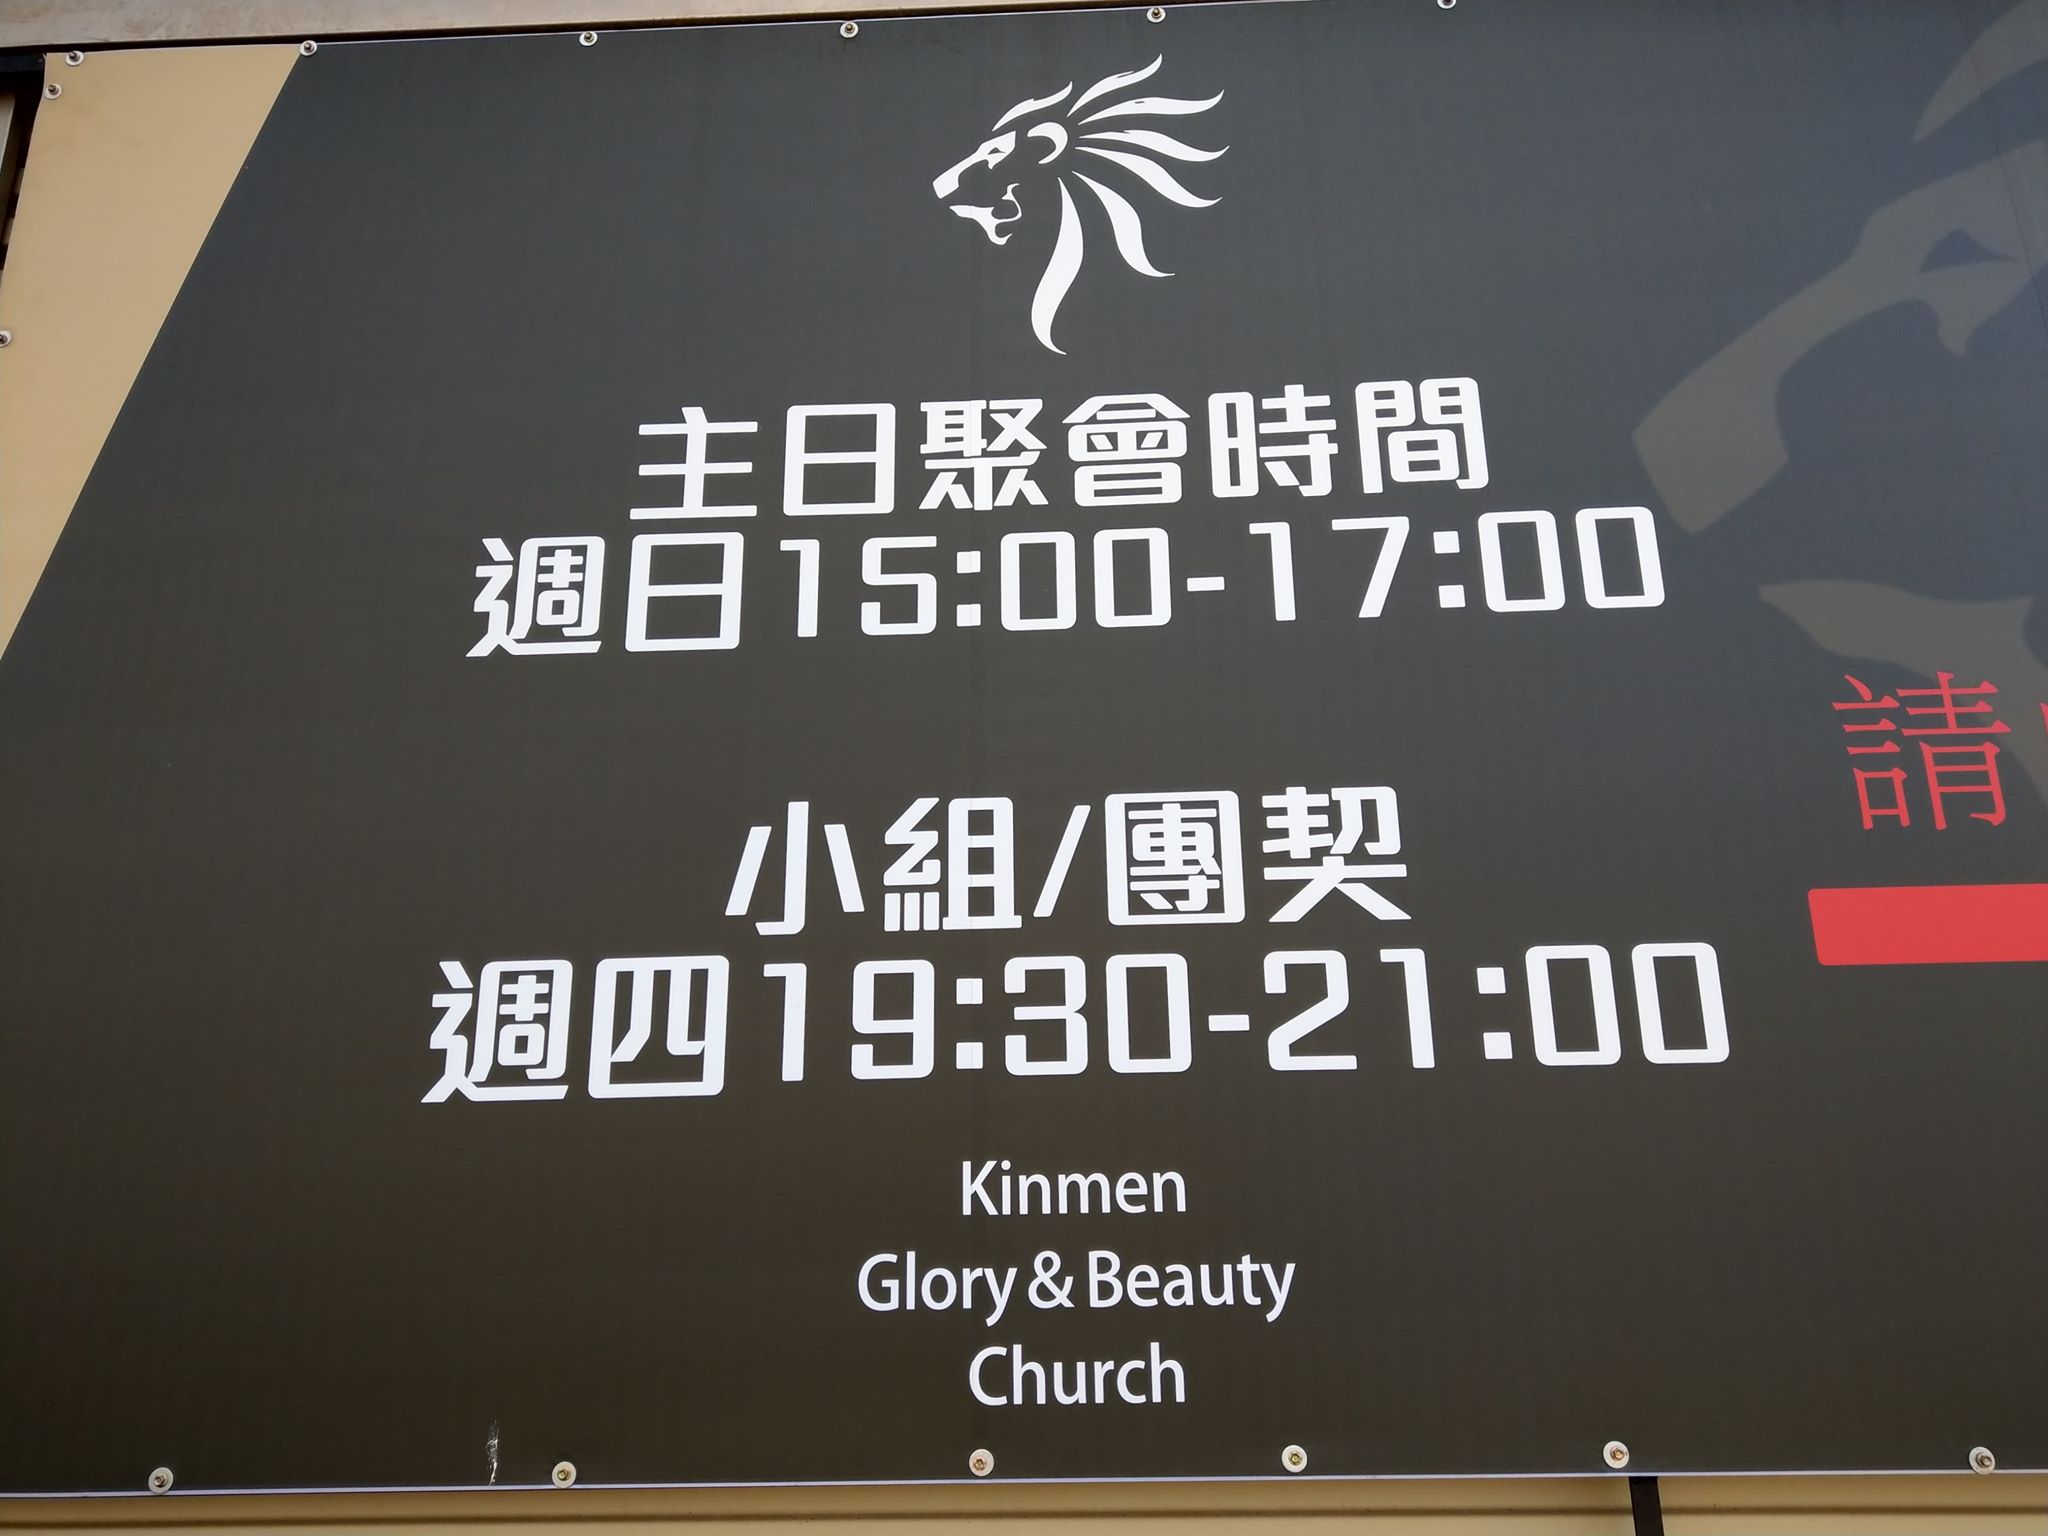 主日聚會時間
週日15:00-17:00
小組/團契
週四19:30-21:00
Kinmen
Glory & Beauty
Church
請